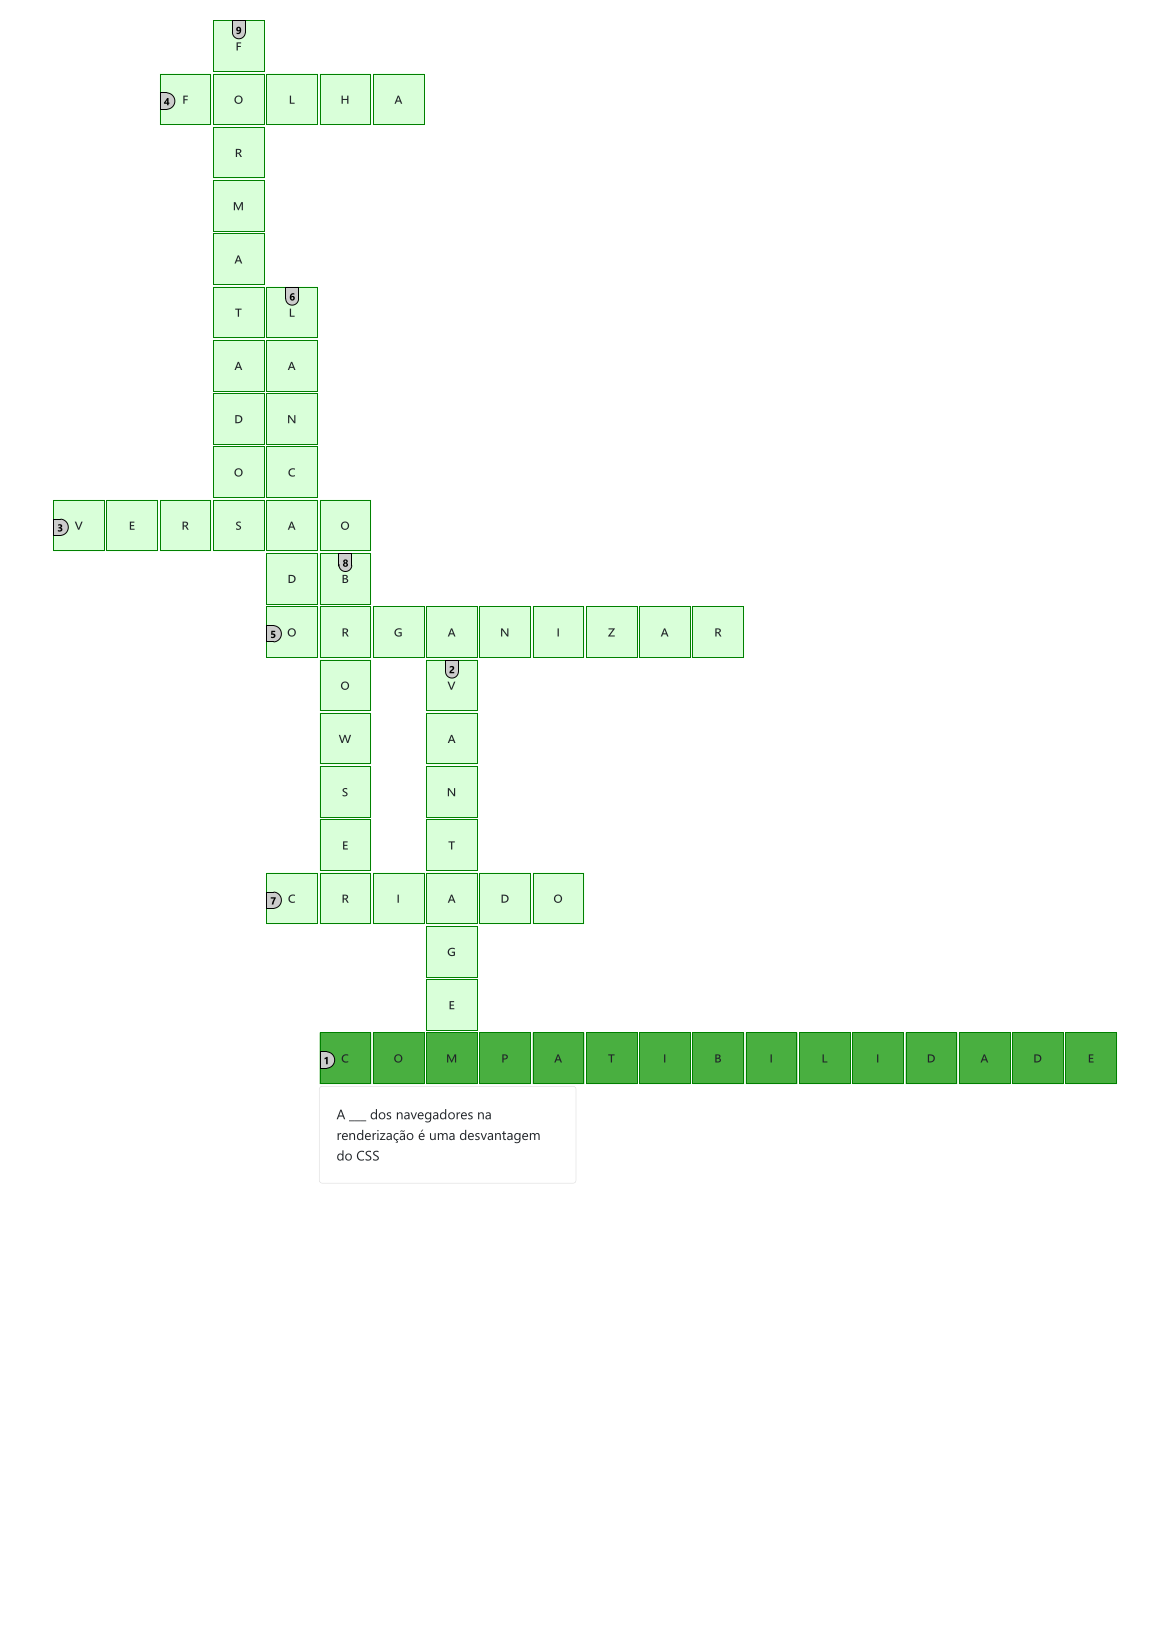 9
F
4 F O L H A
R
M
A
6
T L
A A
D N
O C
3 V E R S A O
8
D B
5 O R G A N I Z A R
2
O V
W A
S N
E T
7 C R I A D O
G
E
1 C O M P A T I B I L I D A D E
A ___ dos navegadores na
renderização é uma desvantagem
do CSS